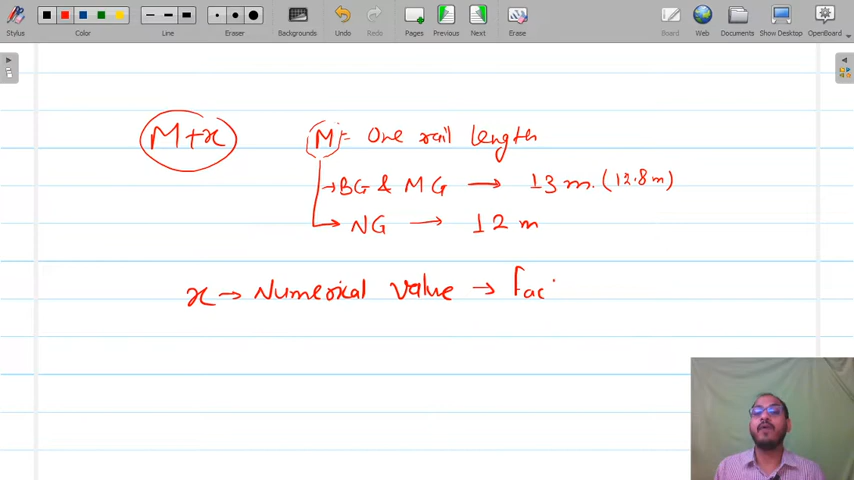 Stylus
Color
Line
Eraser
Backgrounds
Undo
Redo
Pages
Previous
Next
Erase
Board
Web
Documents
Show Desktop
OpenBoard
M+x
M = One rail length
→ BG & MG → 13 m. (12.8 m)
→ NG → 12 m
x → Numerical value → Fac